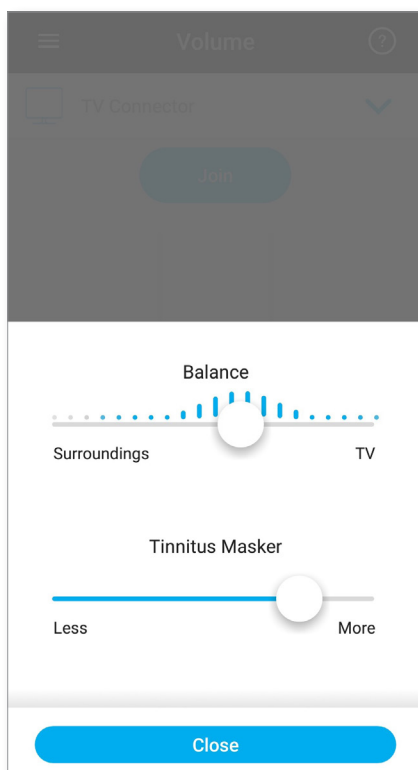 Volume
?
TV Connector
Join
Balance
Surroundings TV
Tinnitus Masker
Less More
Close